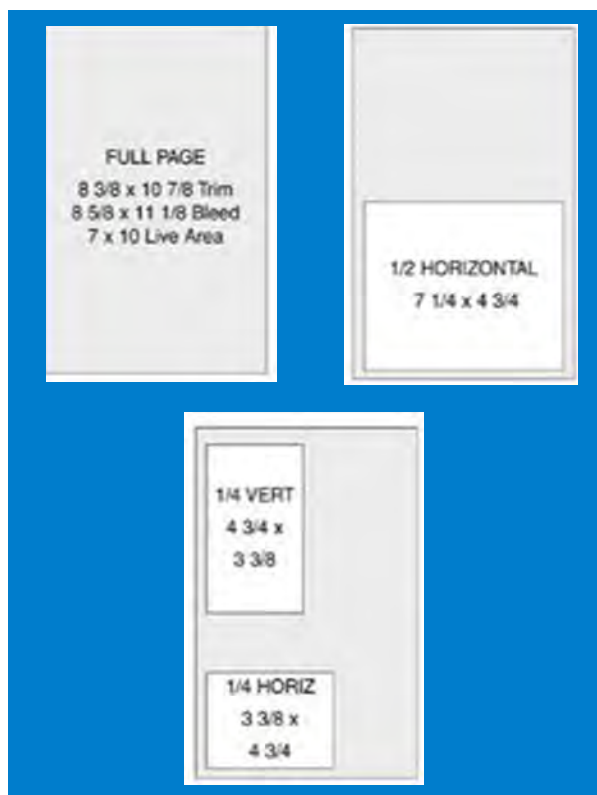 FULL PAGE
8 3/8 x 10 7/8 Trim
8 5/8 x 11 1/8 Bleed
7 x 10 Live Area
1/2 HORIZONTAL
7 1/4 x 4 3/4
1/4 VERT
4 3/4 x
3 3/8
1/4 HORIZ
3 3/8 x
4 3/4